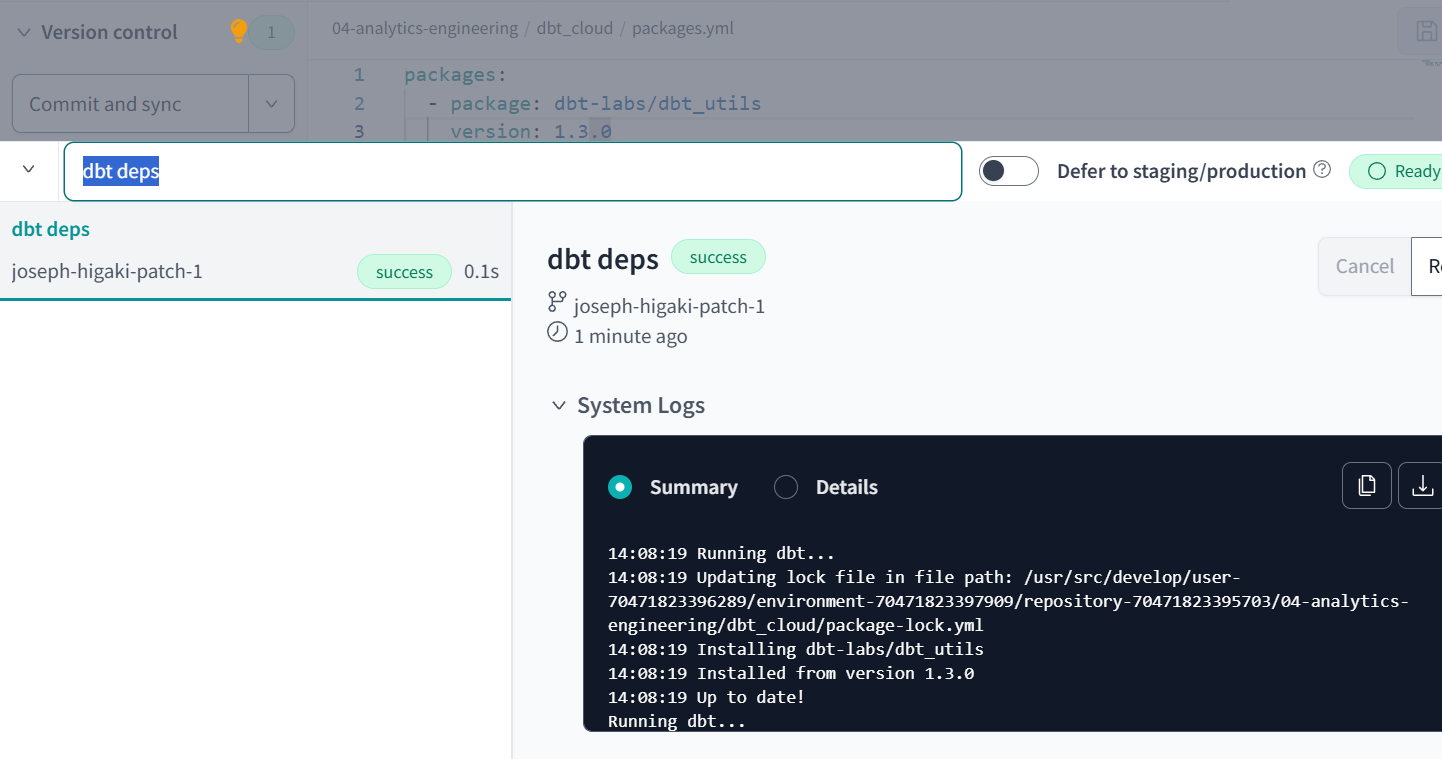 Version control
1
04-analytics-engineering / dbt_cloud / packages.yml
Commit and sync
1 packages:
2 - package: dbt-labs/dbt_utils
3 version: 1.3.0
dbt deps
Defer to staging/production
Ready
dbt deps
joseph-higaki-patch-1
success
0.1s
dbt deps
success
joseph-higaki-patch-1
1 minute ago
Cancel
System Logs
Summary
Details
14:08:19 Running dbt...
14:08:19 Updating lock file in file path: /usr/src/develop/user-
70471823396289/environment-70471823397909/repository-70471823395703/04-analytics-
engineering/dbt_cloud/package-lock.yml
14:08:19 Installing dbt-labs/dbt_utils
14:08:19 Installed from version 1.3.0
14:08:19 Up to date!
Running dbt...